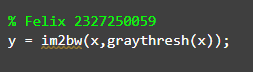 % Felix 2327250059
y = im2bw(x,graythresh(x));